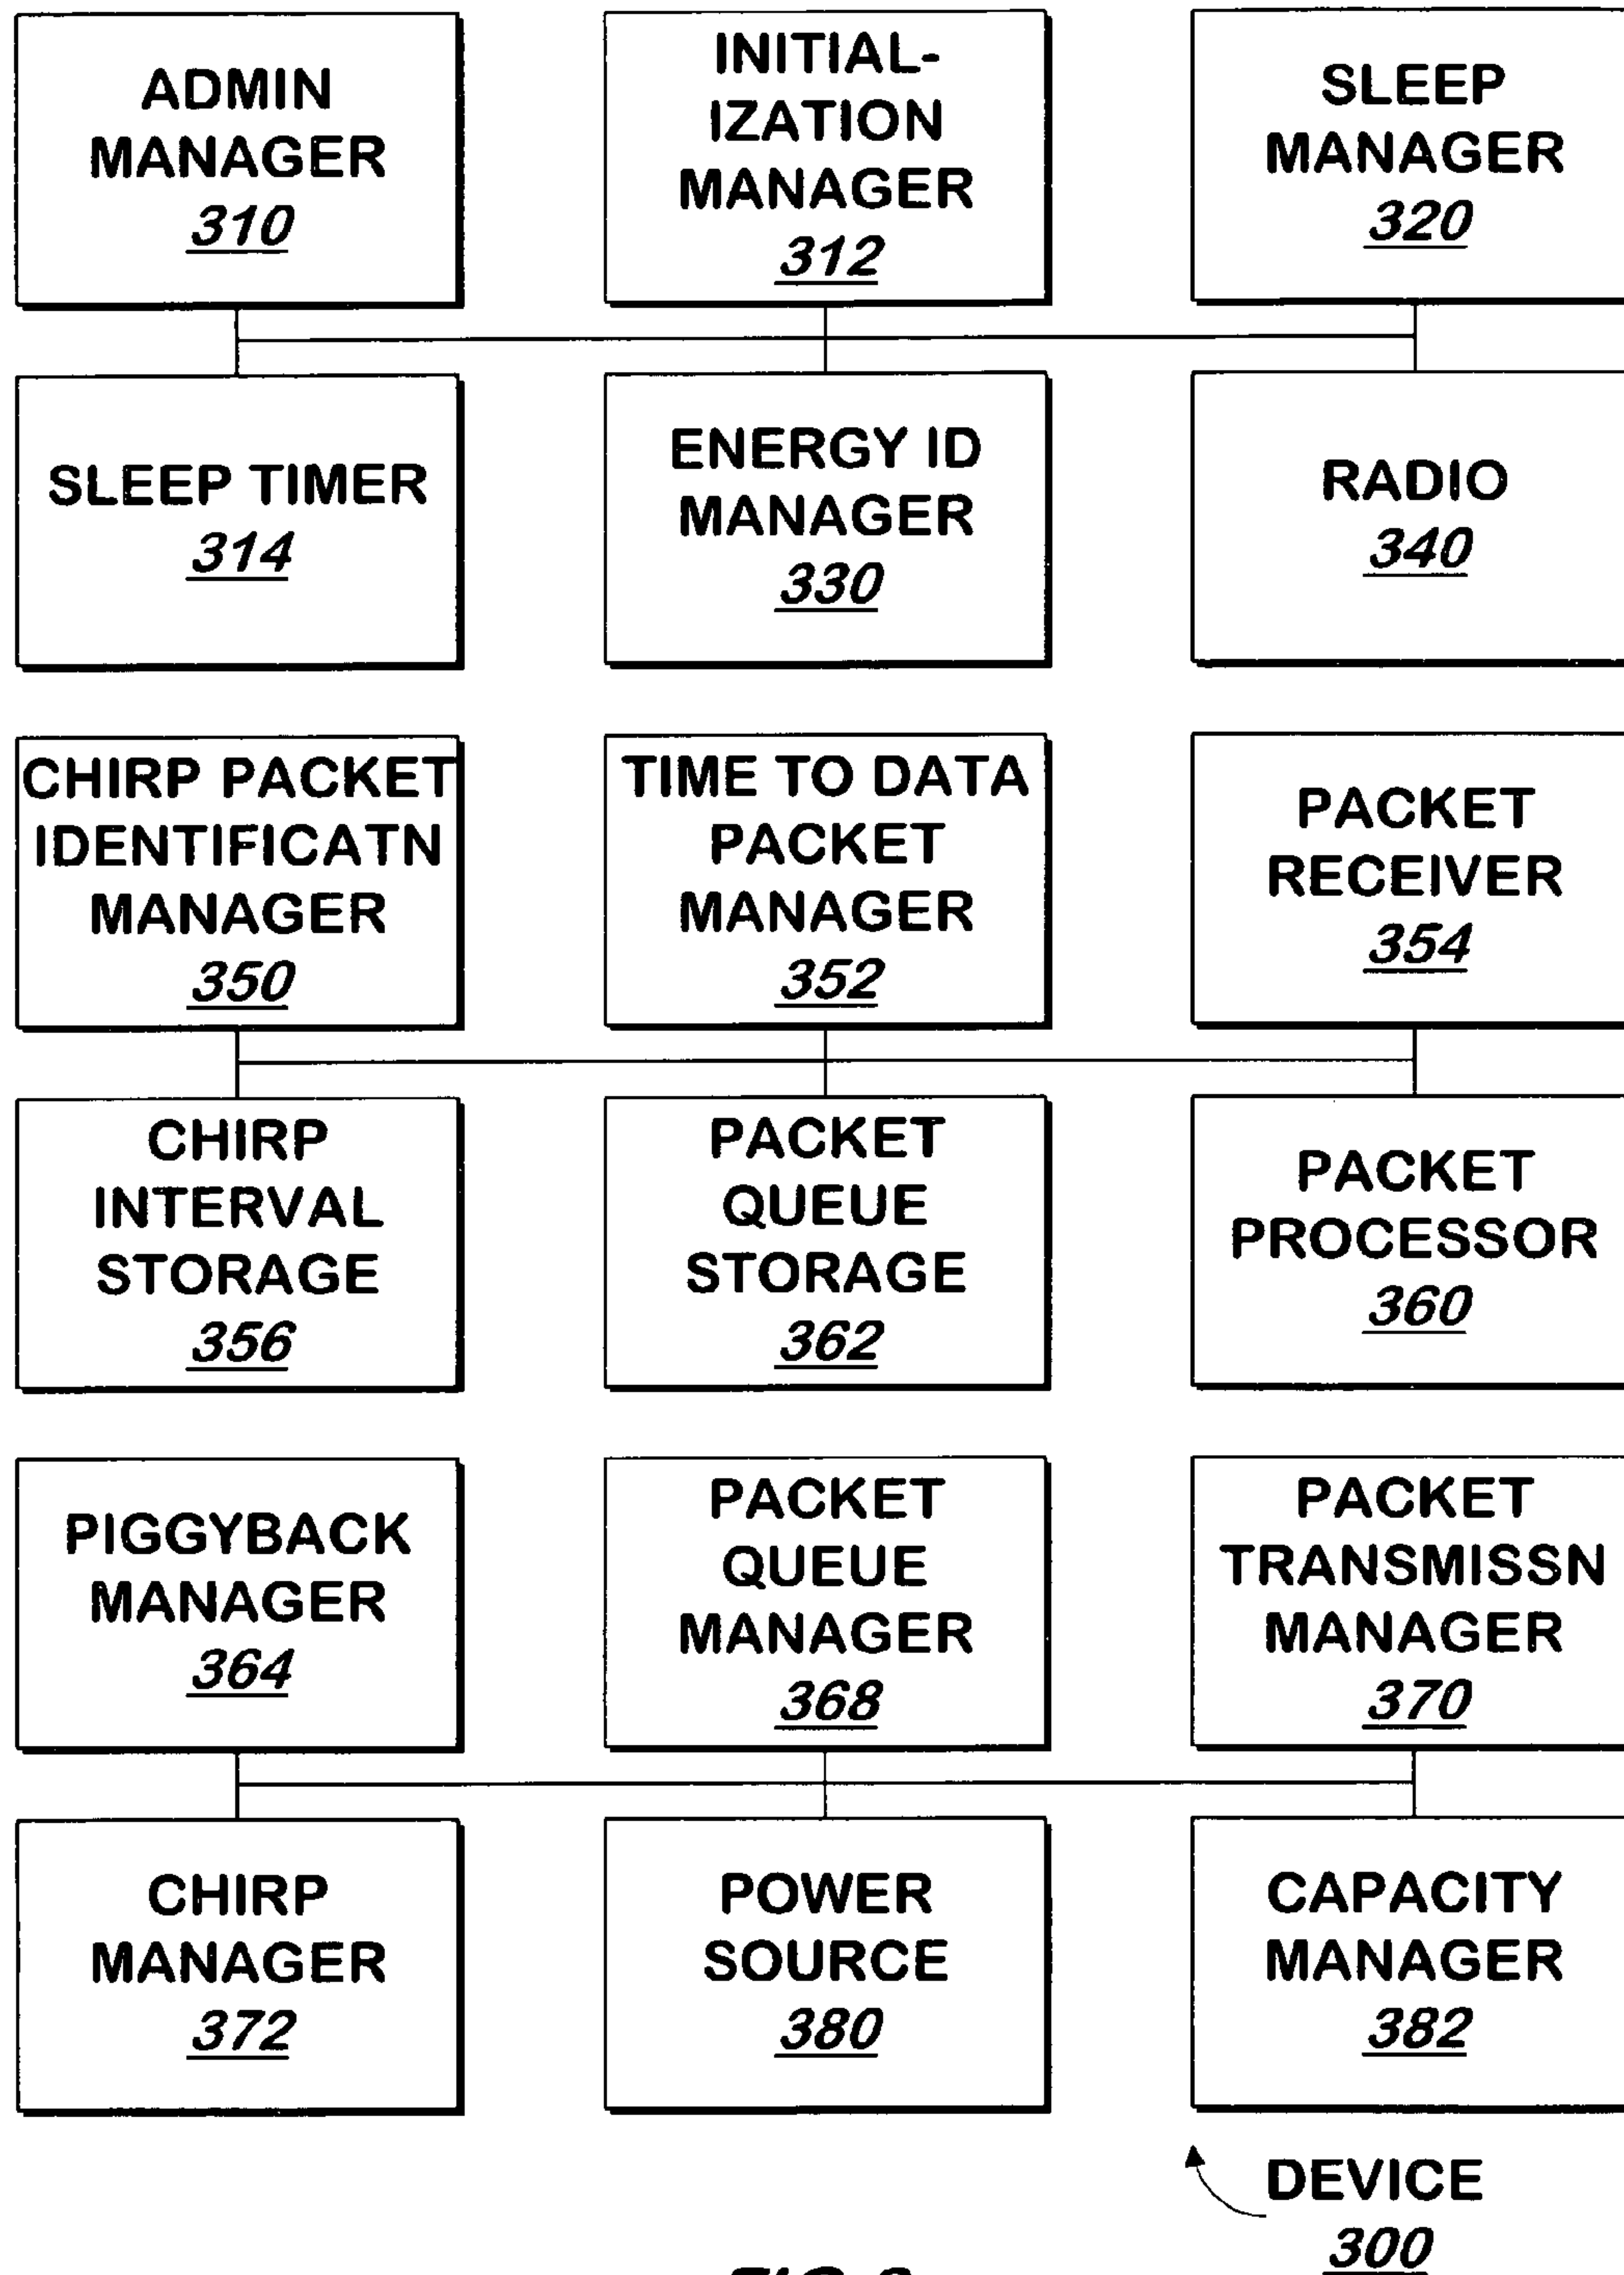 ADMIN
MANAGER
310
INITIAL-
IZATION
MANAGER
312
SLEEP
MANAGER
320
SLEEP TIMER
314
ENERGY ID
MANAGER
330
RADIO
340
CHIRP PACKET
IDENTIFICATN
MANAGER
350
TIME TO DATA
PACKET
MANAGER
352
PACKET
RECEIVER
354
CHIRP
INTERVAL
STORAGE
356
PACKET
QUEUE
STORAGE
362
PACKET
PROCESSOR
360
PIGGYBACK
MANAGER
364
PACKET
QUEUE
MANAGER
368
PACKET
TRANSMISSN
MANAGER
370
CHIRP
MANAGER
372
POWER
SOURCE
380
CAPACITY
MANAGER
382
DEVICE
300